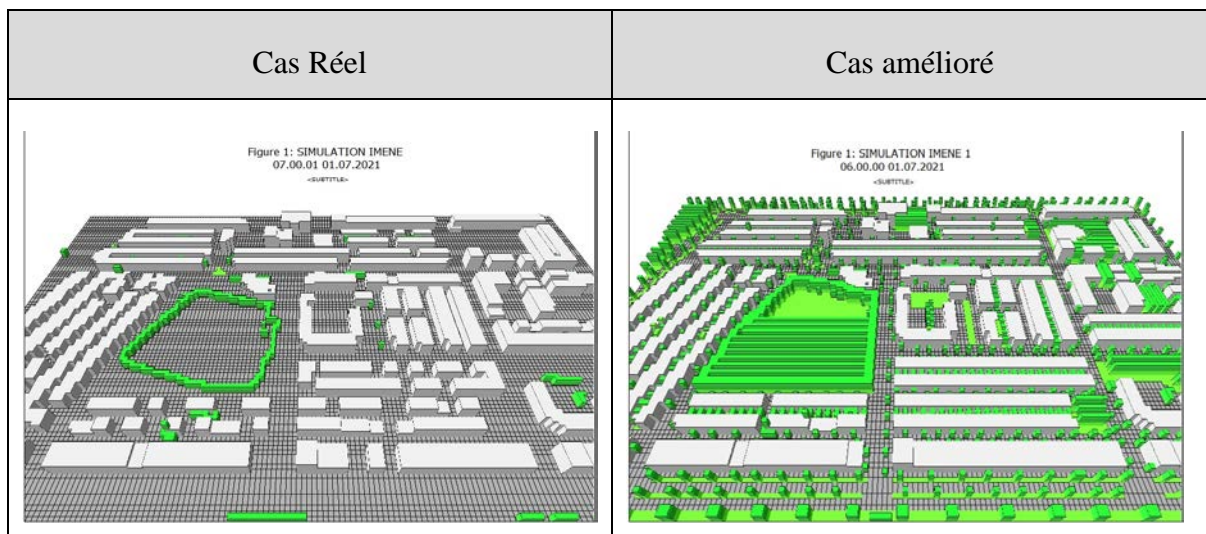 Cas Réel
Cas amélioré
Figure 1: SIMULATION IMENE
07.00.01 01.07.2021
<SUBTITLE>
Figure 1: SIMULATION IMENE 1
06.00.00 01.07.2021
<SUBTITLE>